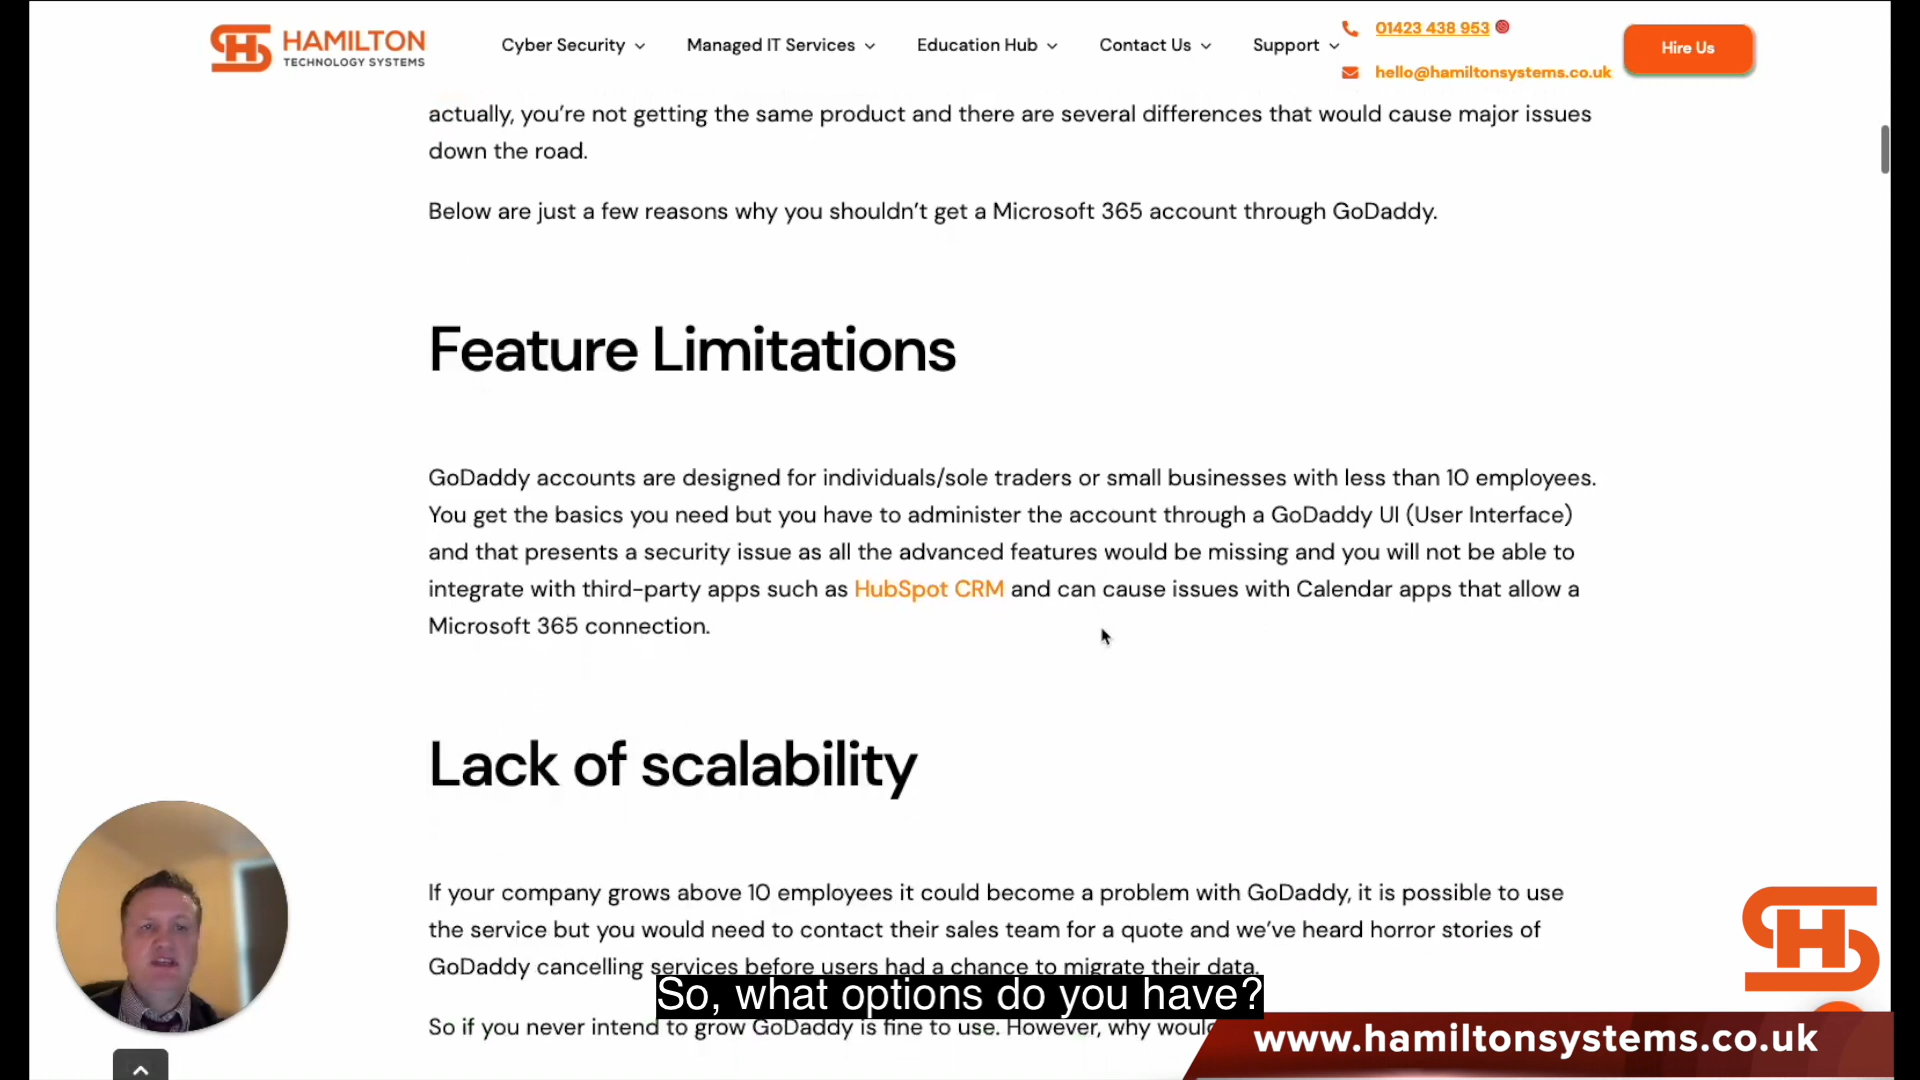 HAMILTON
TECHNOLOGY SYSTEMS
Cyber Security
Managed IT Services
Education Hub
Contact Us
Support
01423 438 953
hello@hamiltonsystems.co.uk
Hire Us
actually, you’re not getting the same product and there are several differences that would cause major issues
down the road.
Below are just a few reasons why you shouldn’t get a Microsoft 365 account through GoDaddy.
Feature Limitations
GoDaddy accounts are designed for individuals/sole traders or small businesses with less than 10 employees.
You get the basics you need but you have to administer the account through a GoDaddy UI (User Interface)
and that presents a security issue as all the advanced features would be missing and you will not be able to
integrate with third-party apps such as HubSpot CRM and can cause issues with Calendar apps that allow a
Microsoft 365 connection.
Lack of scalability
If your company grows above 10 employees it could become a problem with GoDaddy, it is possible to use
the service but you would need to contact their sales team for a quote and we’ve heard horror stories of
GoDaddy cancelling services before users had a chance to migrate their data.
So, what options do you have?
So if you never intend to grow GoDaddy is fine to use. However, why
www.hamiltonsystems.co.uk